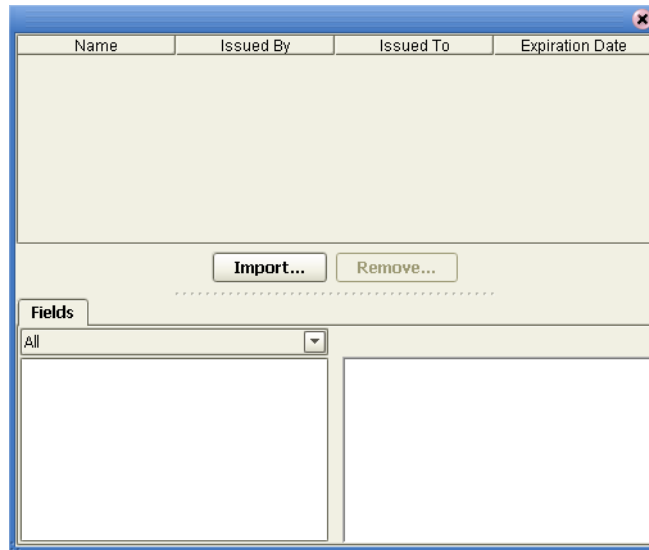 Name Issued By Issued To Expiration Date
Import... Remove...
Fields
All